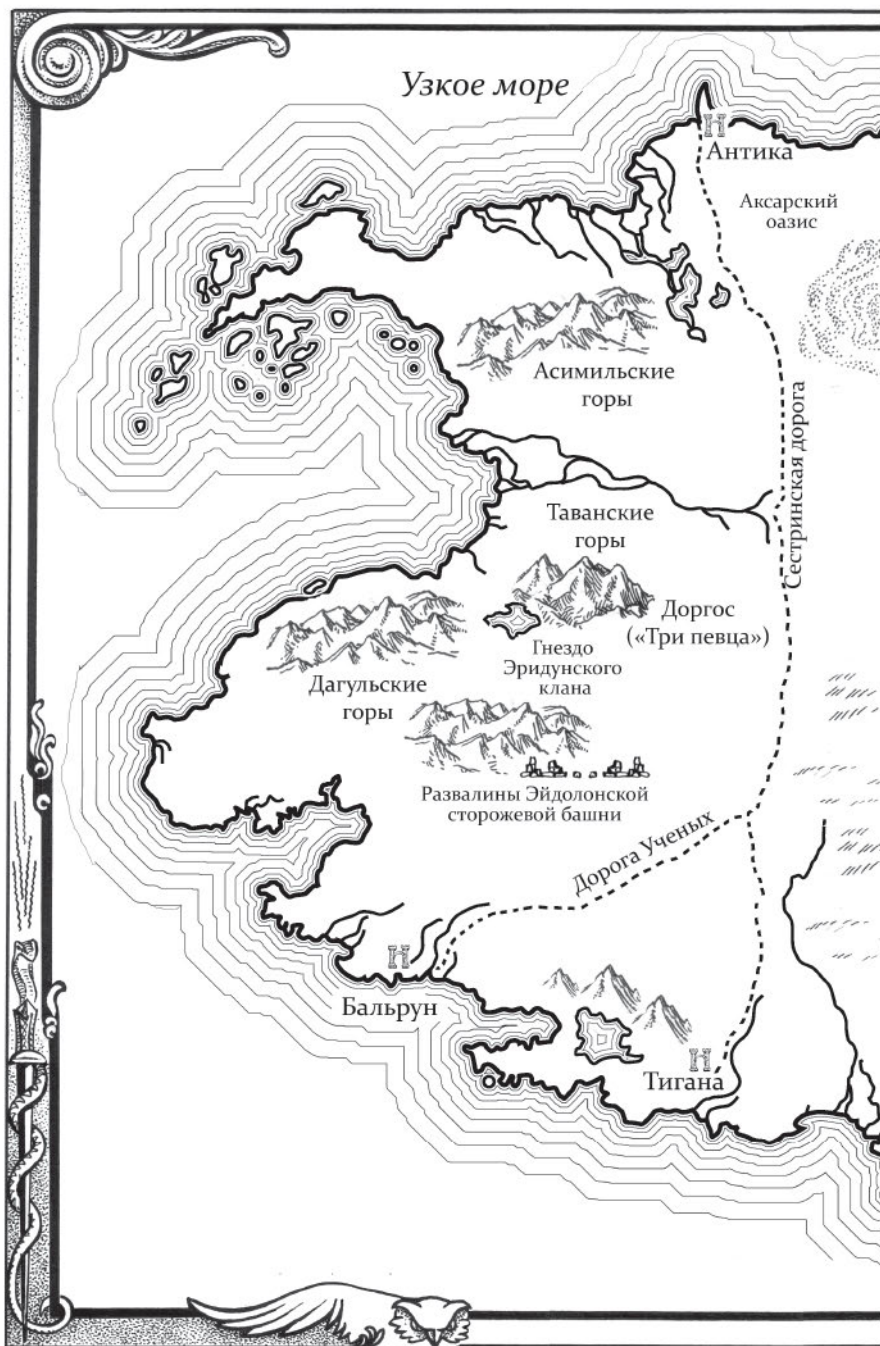 Узкое море
Антика
Аксарский
оазис
Асимильские
горы
Сестринская дорога
Таванские
горы
Доргос
(«Три певца»)
Гнездо
Эридунского
клана
Дагульские
горы
Развалины Эйдолонской
сторожевой башни
Дорога Ученых
Бальрун
Тигана